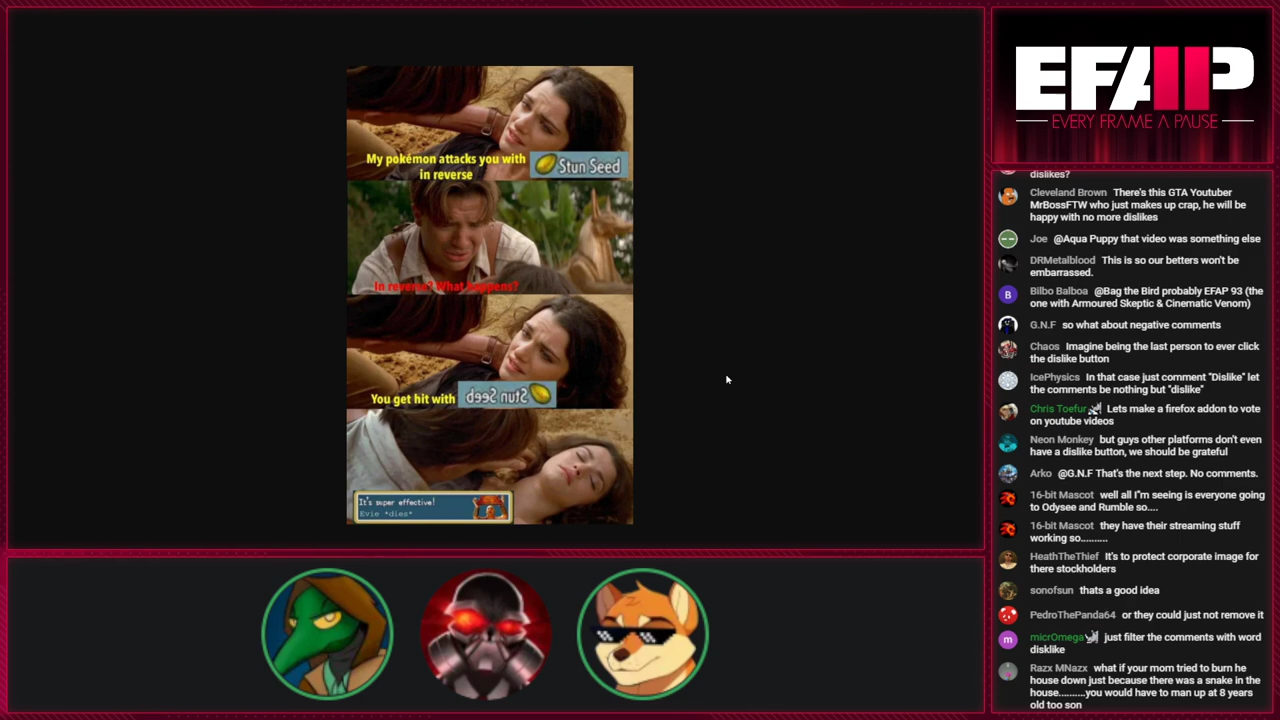 My pokémon attacks you with
Stun Seed
in reverse
In reverse? What happens?
You get hit with
Stun Seed
It's super effective!
Evie *dies*
EFAP
EVERY FRAME A PAUSE
dislikes?
Cleveland Brown There's this GTA Youtuber
MrBossFTW who just makes up crap, he will be
happy with no more dislikes
Joe @Aqua Puppy that video was something else
DRMetalblood This is so our betters won't be
embarrassed.
B
Bilbo Balboa @Bag the Bird probably EFAP 93 (the
one with Armoured Skeptic & Cinematic Venom)
G.N.F so what about negative comments
Chaos Imagine being the last person to ever click
the dislike button
IcePhysics In that case just comment "Dislike" let
the comments be nothing but "dislike"
Chris Toefur Lets make a firefox addon to vote
on youtube videos
Neon Monkey but guys other platforms don't even
have a dislike button, we should be grateful
Arko @G.N.F That's the next step. No comments.
16-bit Mascot well all I"m seeing is everyone going
to Odysee and Rumble so....
16-bit Mascot they have their streaming stuff
working so..........
HeathTheThief It's to protect corporate image for
there stockholders
sonofsun thats a good idea
PedroThePanda64 or they could just not remove it
m
micrOmega just filter the comments with word
disklike
Razx MNazx what if your mom tried to burn he
house down just because there was a snake in the
house..........you would have to man up at 8 years
old too son